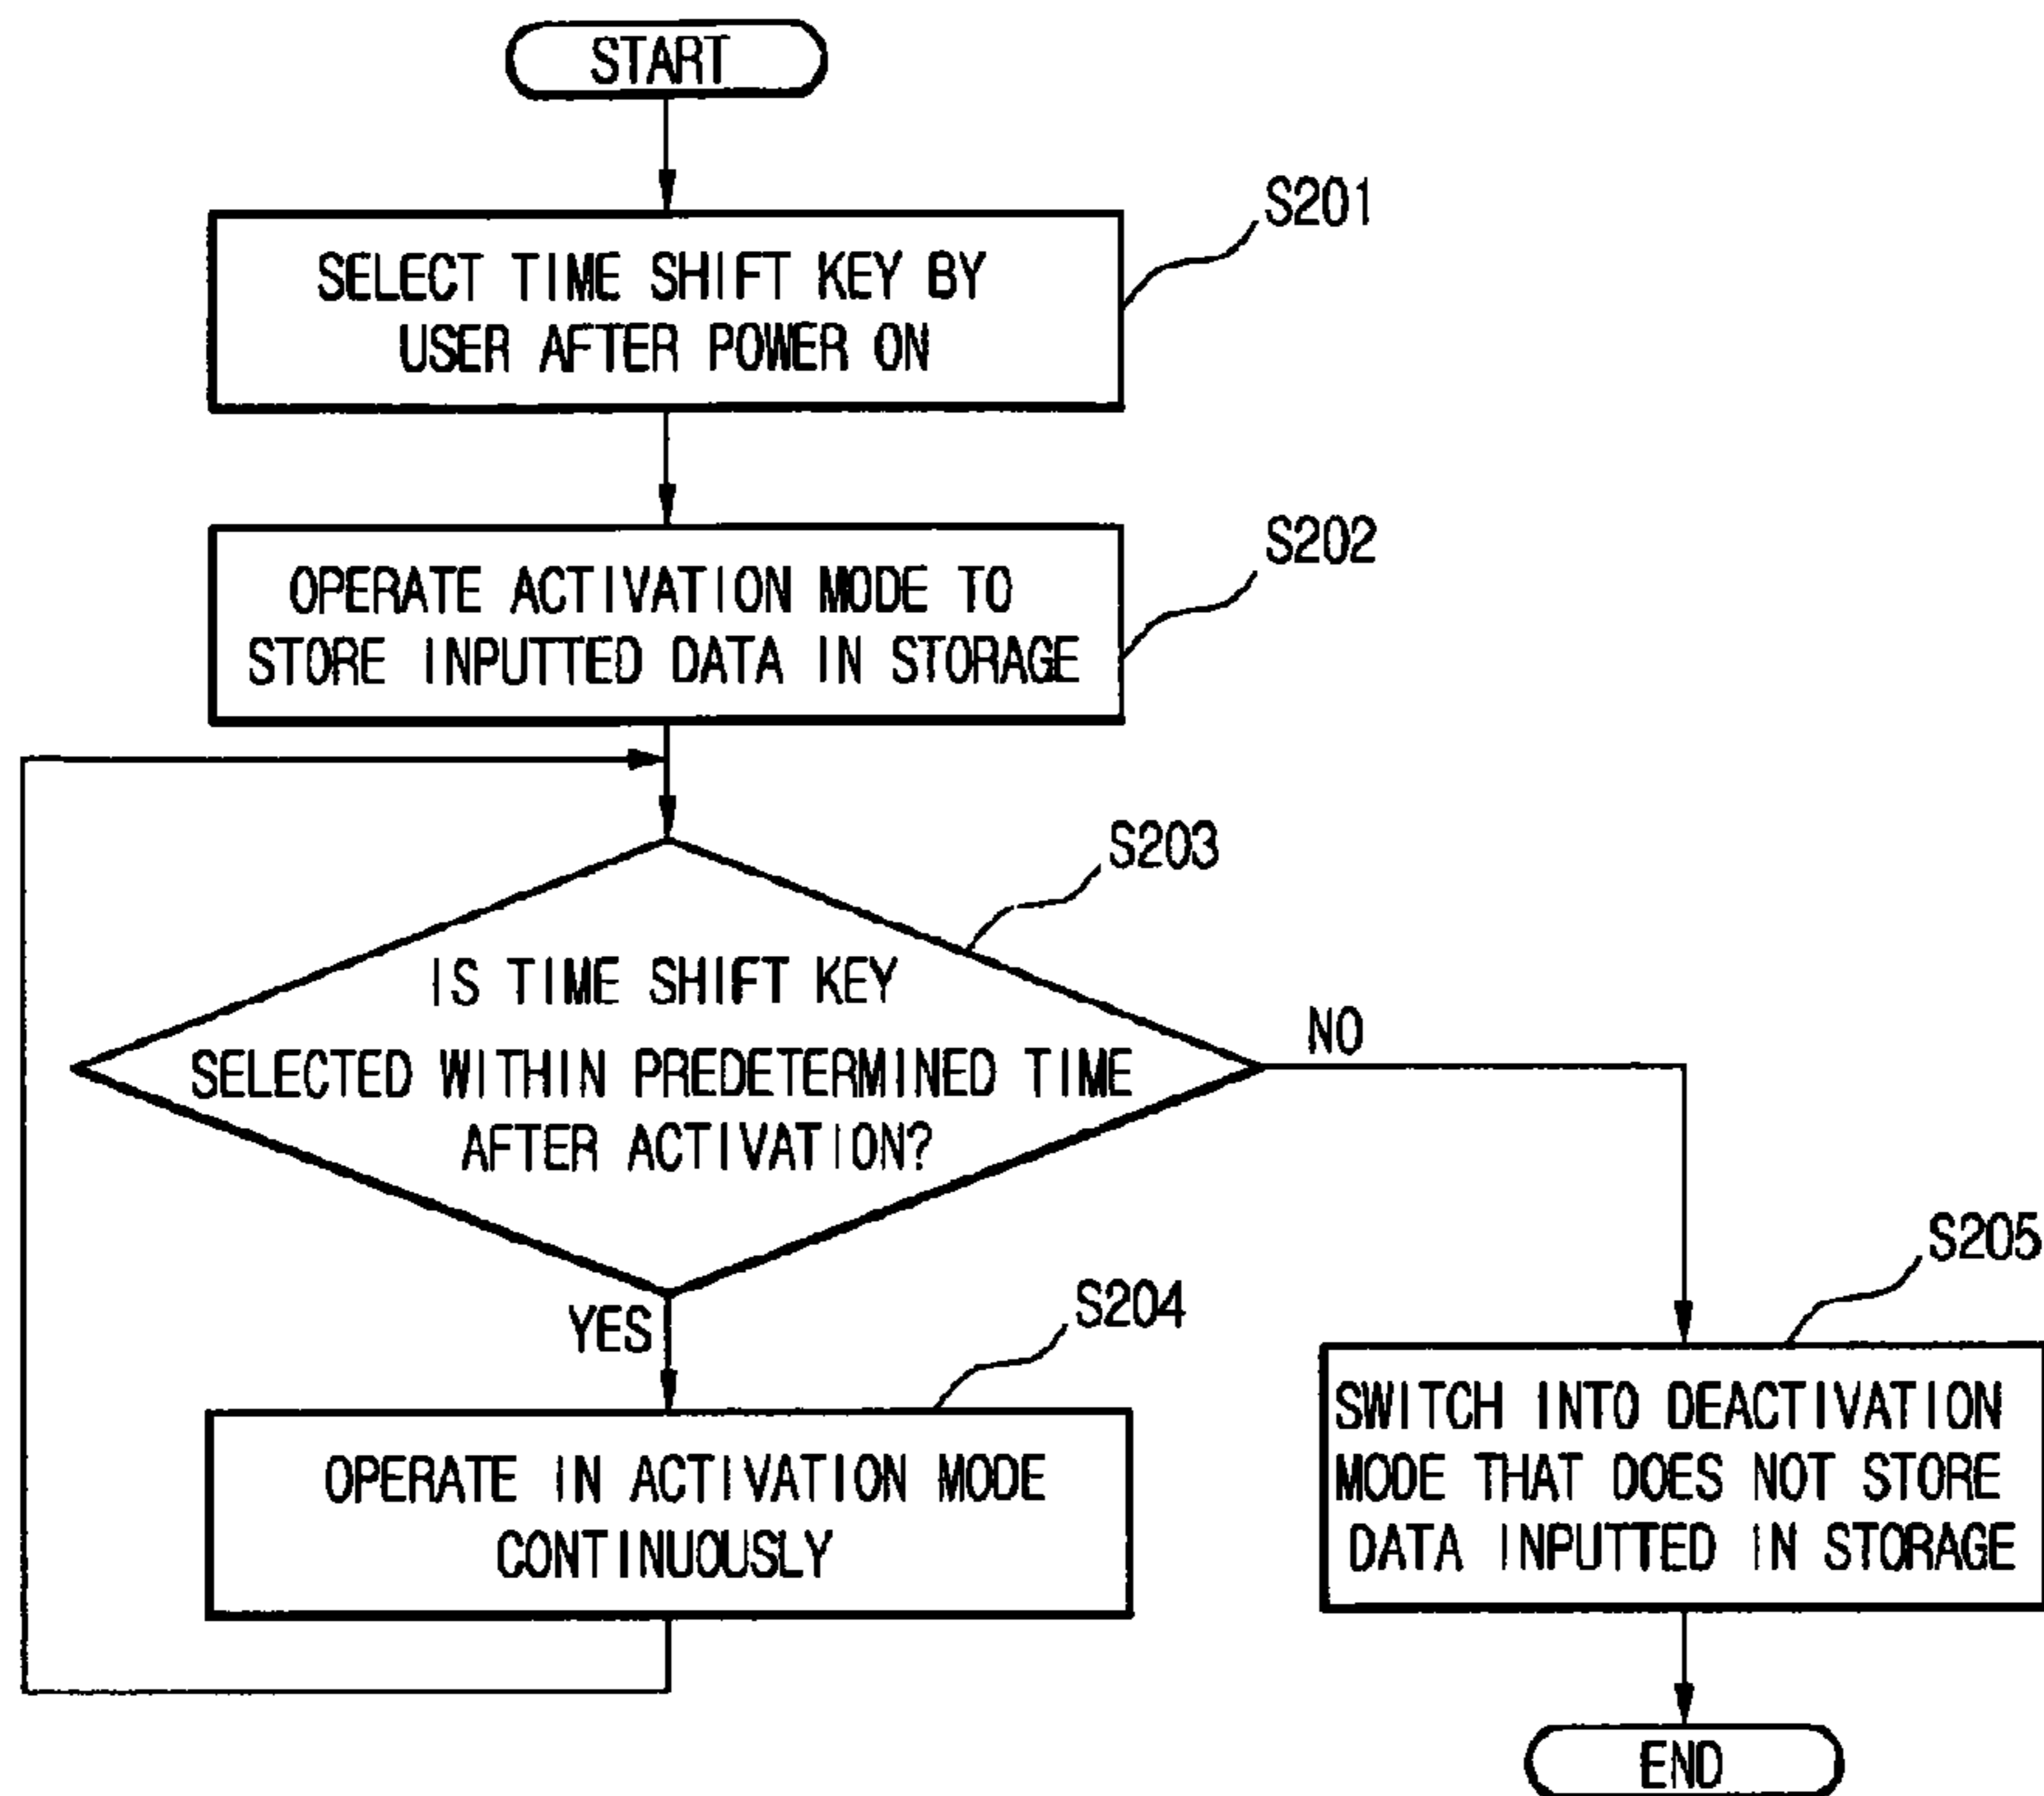 START
S201
SELECT TIME SHIFT KEY BY
USER AFTER POWER ON
S202
OPERATE ACTIVATION MODE TO
STORE INPUTTED DATA IN STORAGE
S203
IS TIME SHIFT KEY
SELECTED WITHIN PREDETERMINED TIME
AFTER ACTIVATION?
NO
YES
S204
OPERATE IN ACTIVATION MODE
CONTINUOUSLY
S205
SWITCH INTO DEACTIVATION
MODE THAT DOES NOT STORE
DATA INPUTTED IN STORAGE
END